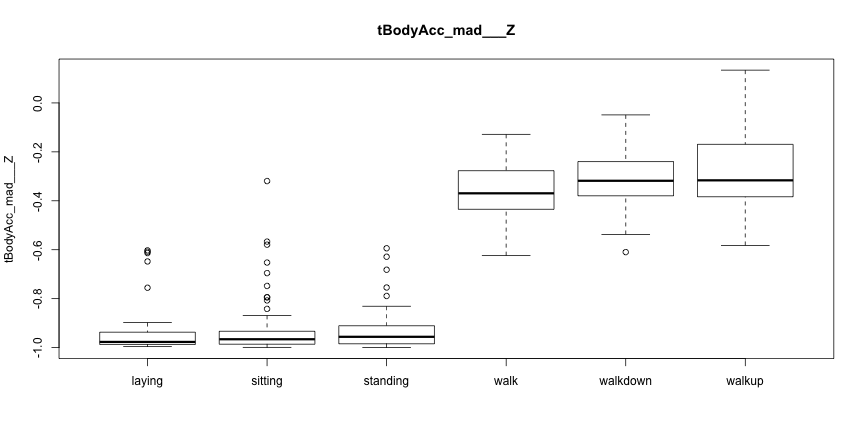 tBodyAcc_mad___Z
tBodyAcc_mad___Z
0.0
-0.2
-0.4
-0.6
-0.8
-1.0
laying sitting standing walk walkdown walkup